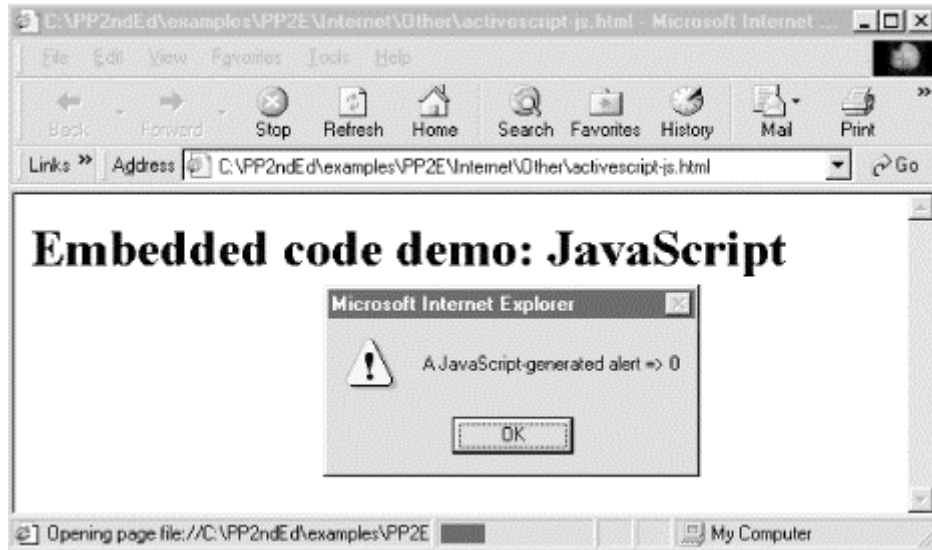 C:\PP2ndEd\examples\PP2E\Internet\Other\activescript-js.html - Microsoft Internet ...
File Edit View Favorites Tools Help
Back Forward Stop Refresh Home Search Favorites History Mail Print »
Links » Address C:\PP2ndEd\examples\PP2E\Internet\Other\activescript-js.html Go
Embedded code demo: JavaScript
Microsoft Internet Explorer
A JavaScript-generated alert => 0
OK
Opening page file://C:\PP2ndEd\examples\PP2E My Computer